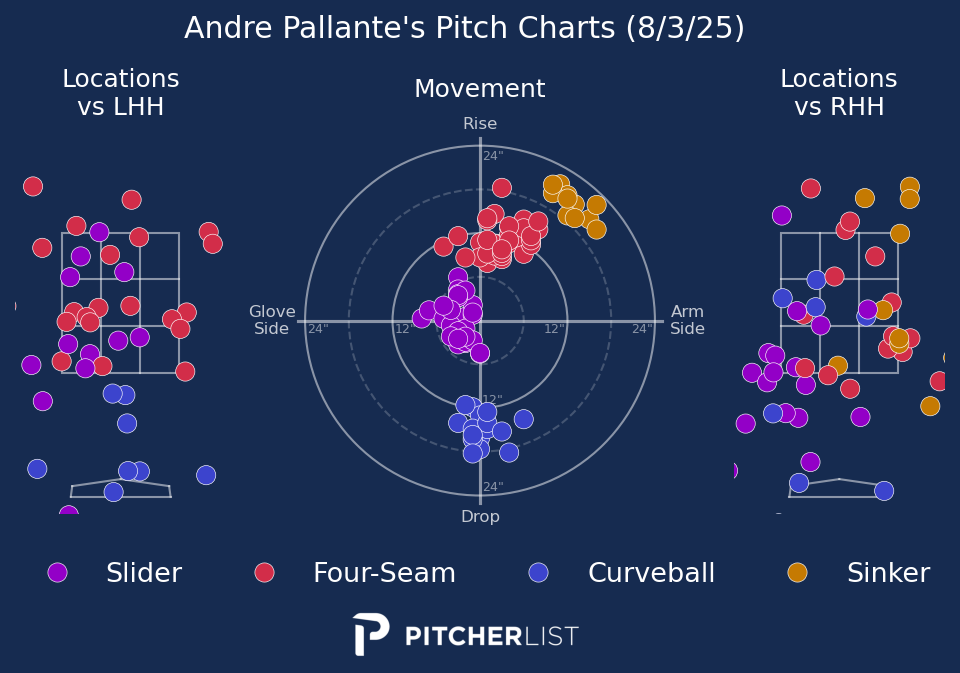 Andre Pallante's Pitch Charts (8/3/25)
Locations
vs LHH
Movement
Locations
vs RHH
Rise
24"
Glove
Side
24"
12"
12"
24"
Arm
Side
12"
24"
Drop
Slider
Four-Seam
Curveball
Sinker
PITCHERLIST